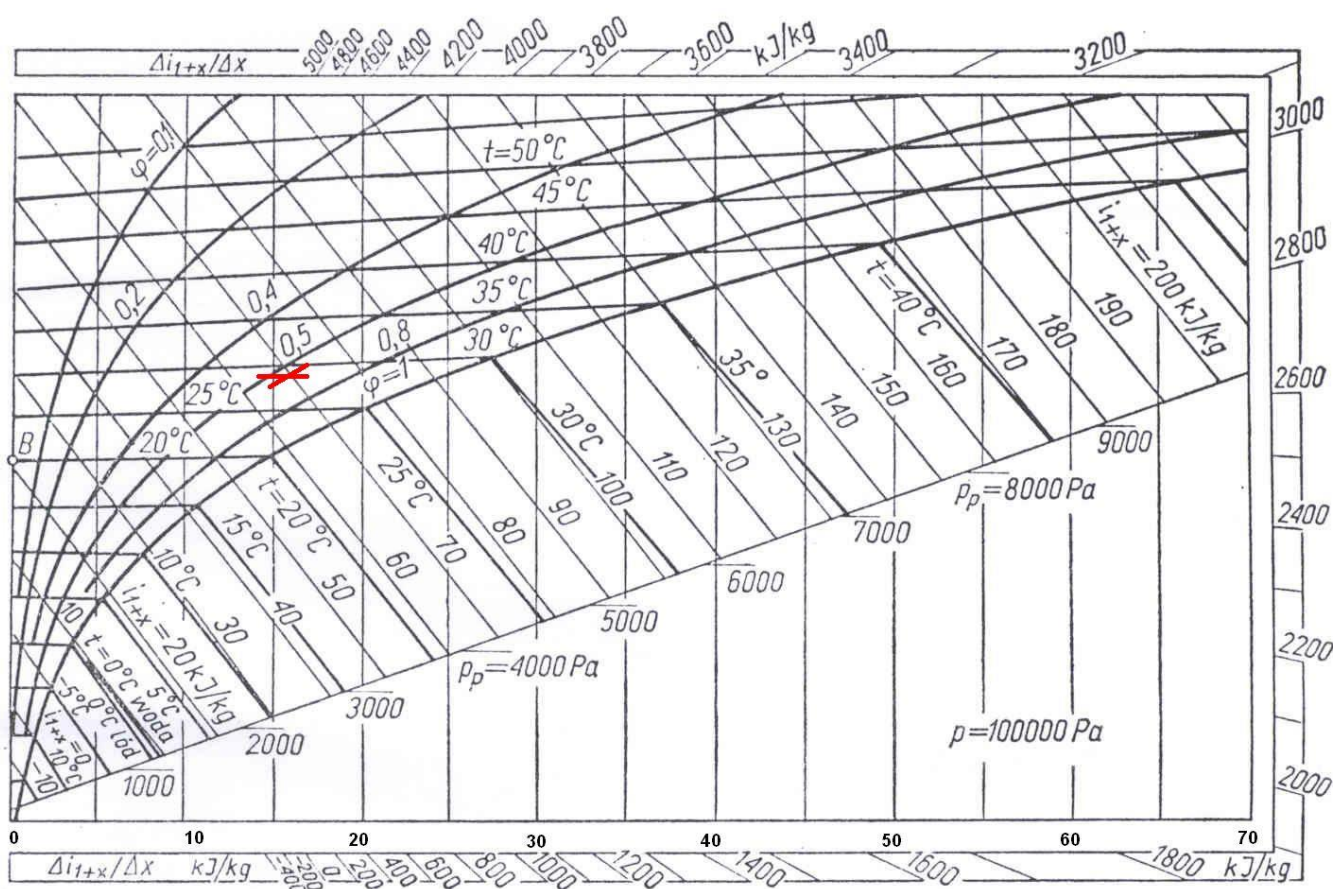 Δi₁₊ₓ/Δx 5000 4800 4600 4400 4200 4000 3800 3600 kJ/kg 3400 3200
3000
φ=0,1
t=50°C
45°C
0,2
0,4
40°C
i₁₊ₓ=200 kJ/kg
2800
35°C
t=40°C
190
180
170
160
0,5
0,8
30°C
φ=1
25°C
35°
150
140
130
2600
B
20°C
30°C
120
110
100
9000
25°C
pₚ=8000 Pa
t=20°C
90
80
70
7000
2400
15°C
60
50
6000
10°C
40
30
5000
i₁₊ₓ=20 kJ/kg
10
pₚ=4000 Pa
2200
t=0°C woda
5°C
0°C lód
-5°C
3000
i₁₊ₓ=0
10°C
-10
2000
p=100000 Pa
1000
2000
0 10 20 30 40 50 60 70
Δi₁₊ₓ/Δx kJ/kg -400 -200 0 200 400 600 800 1000 1200 1400 1600 1800 kJ/kg